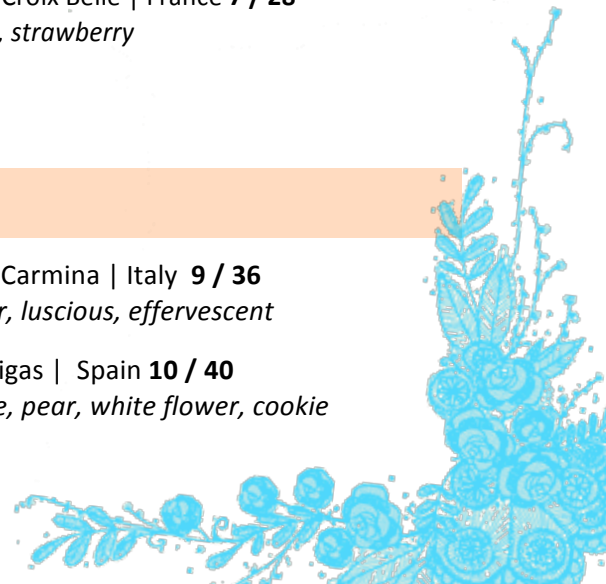 Croix Belle | France 7 / 28
, strawberry
Carmina | Italy 9 / 36
, luscious, effervescent
igas | Spain 10 / 40
, pear, white flower, cookie